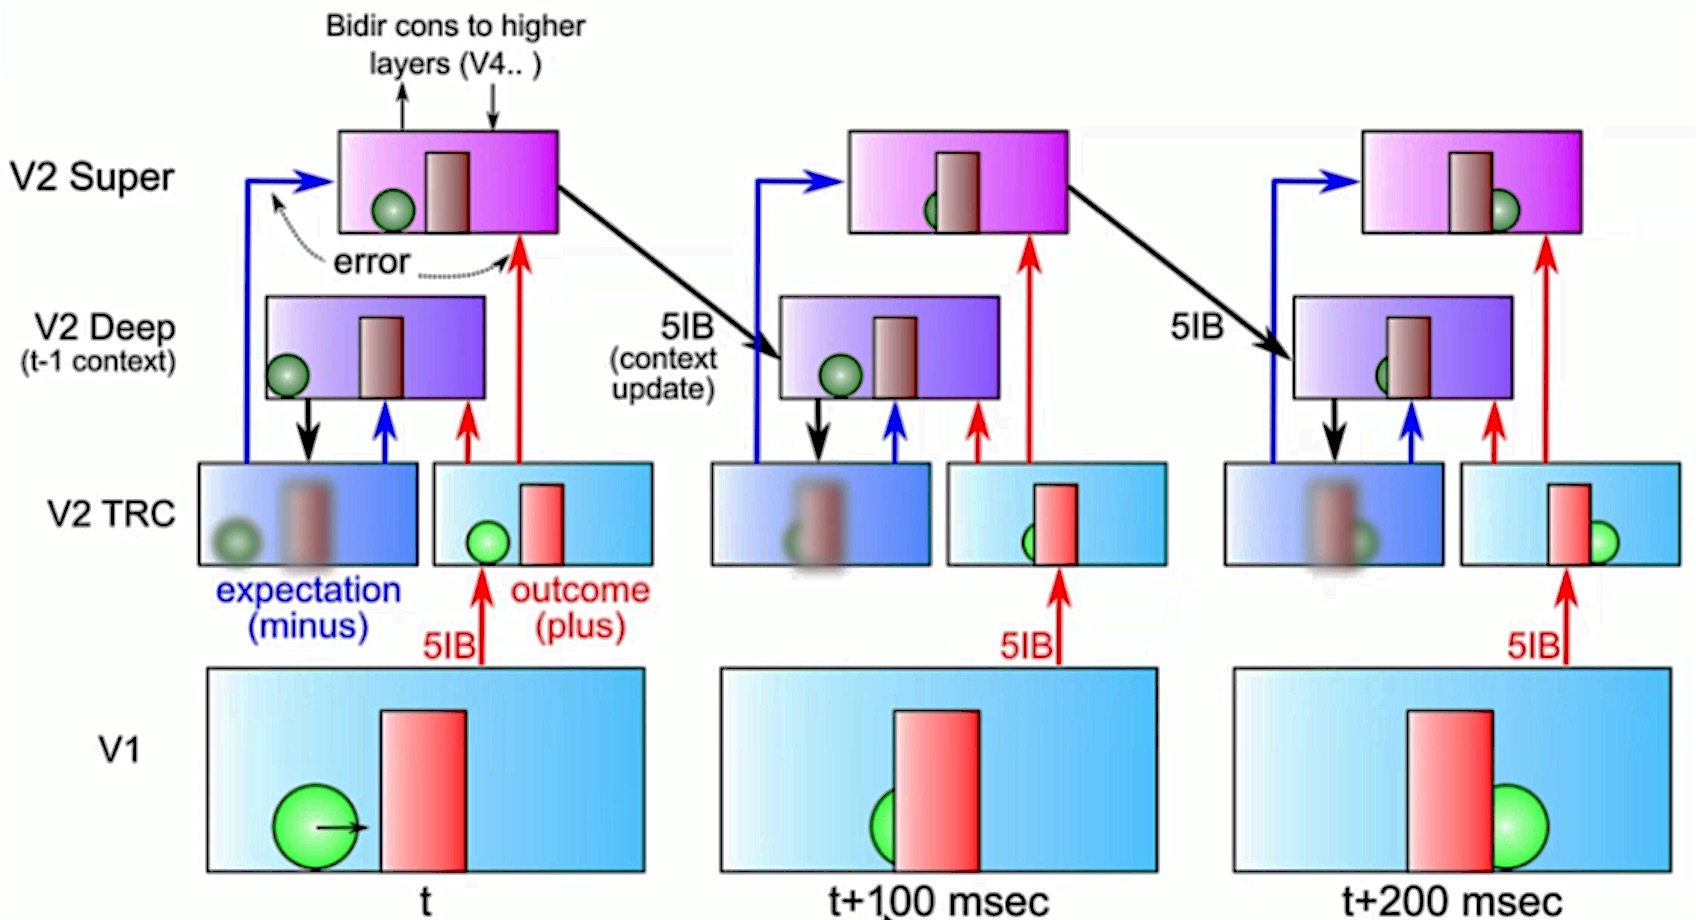 Bidir cons to higher
layers (V4.. )
V2 Super
error
V2 Deep
(t-1 context)
5IB
(context
update)
5IB
V2 TRC
expectation
(minus)
outcome
(plus)
5IB
5IB
5IB
V1
t
t+100 msec
t+200 msec